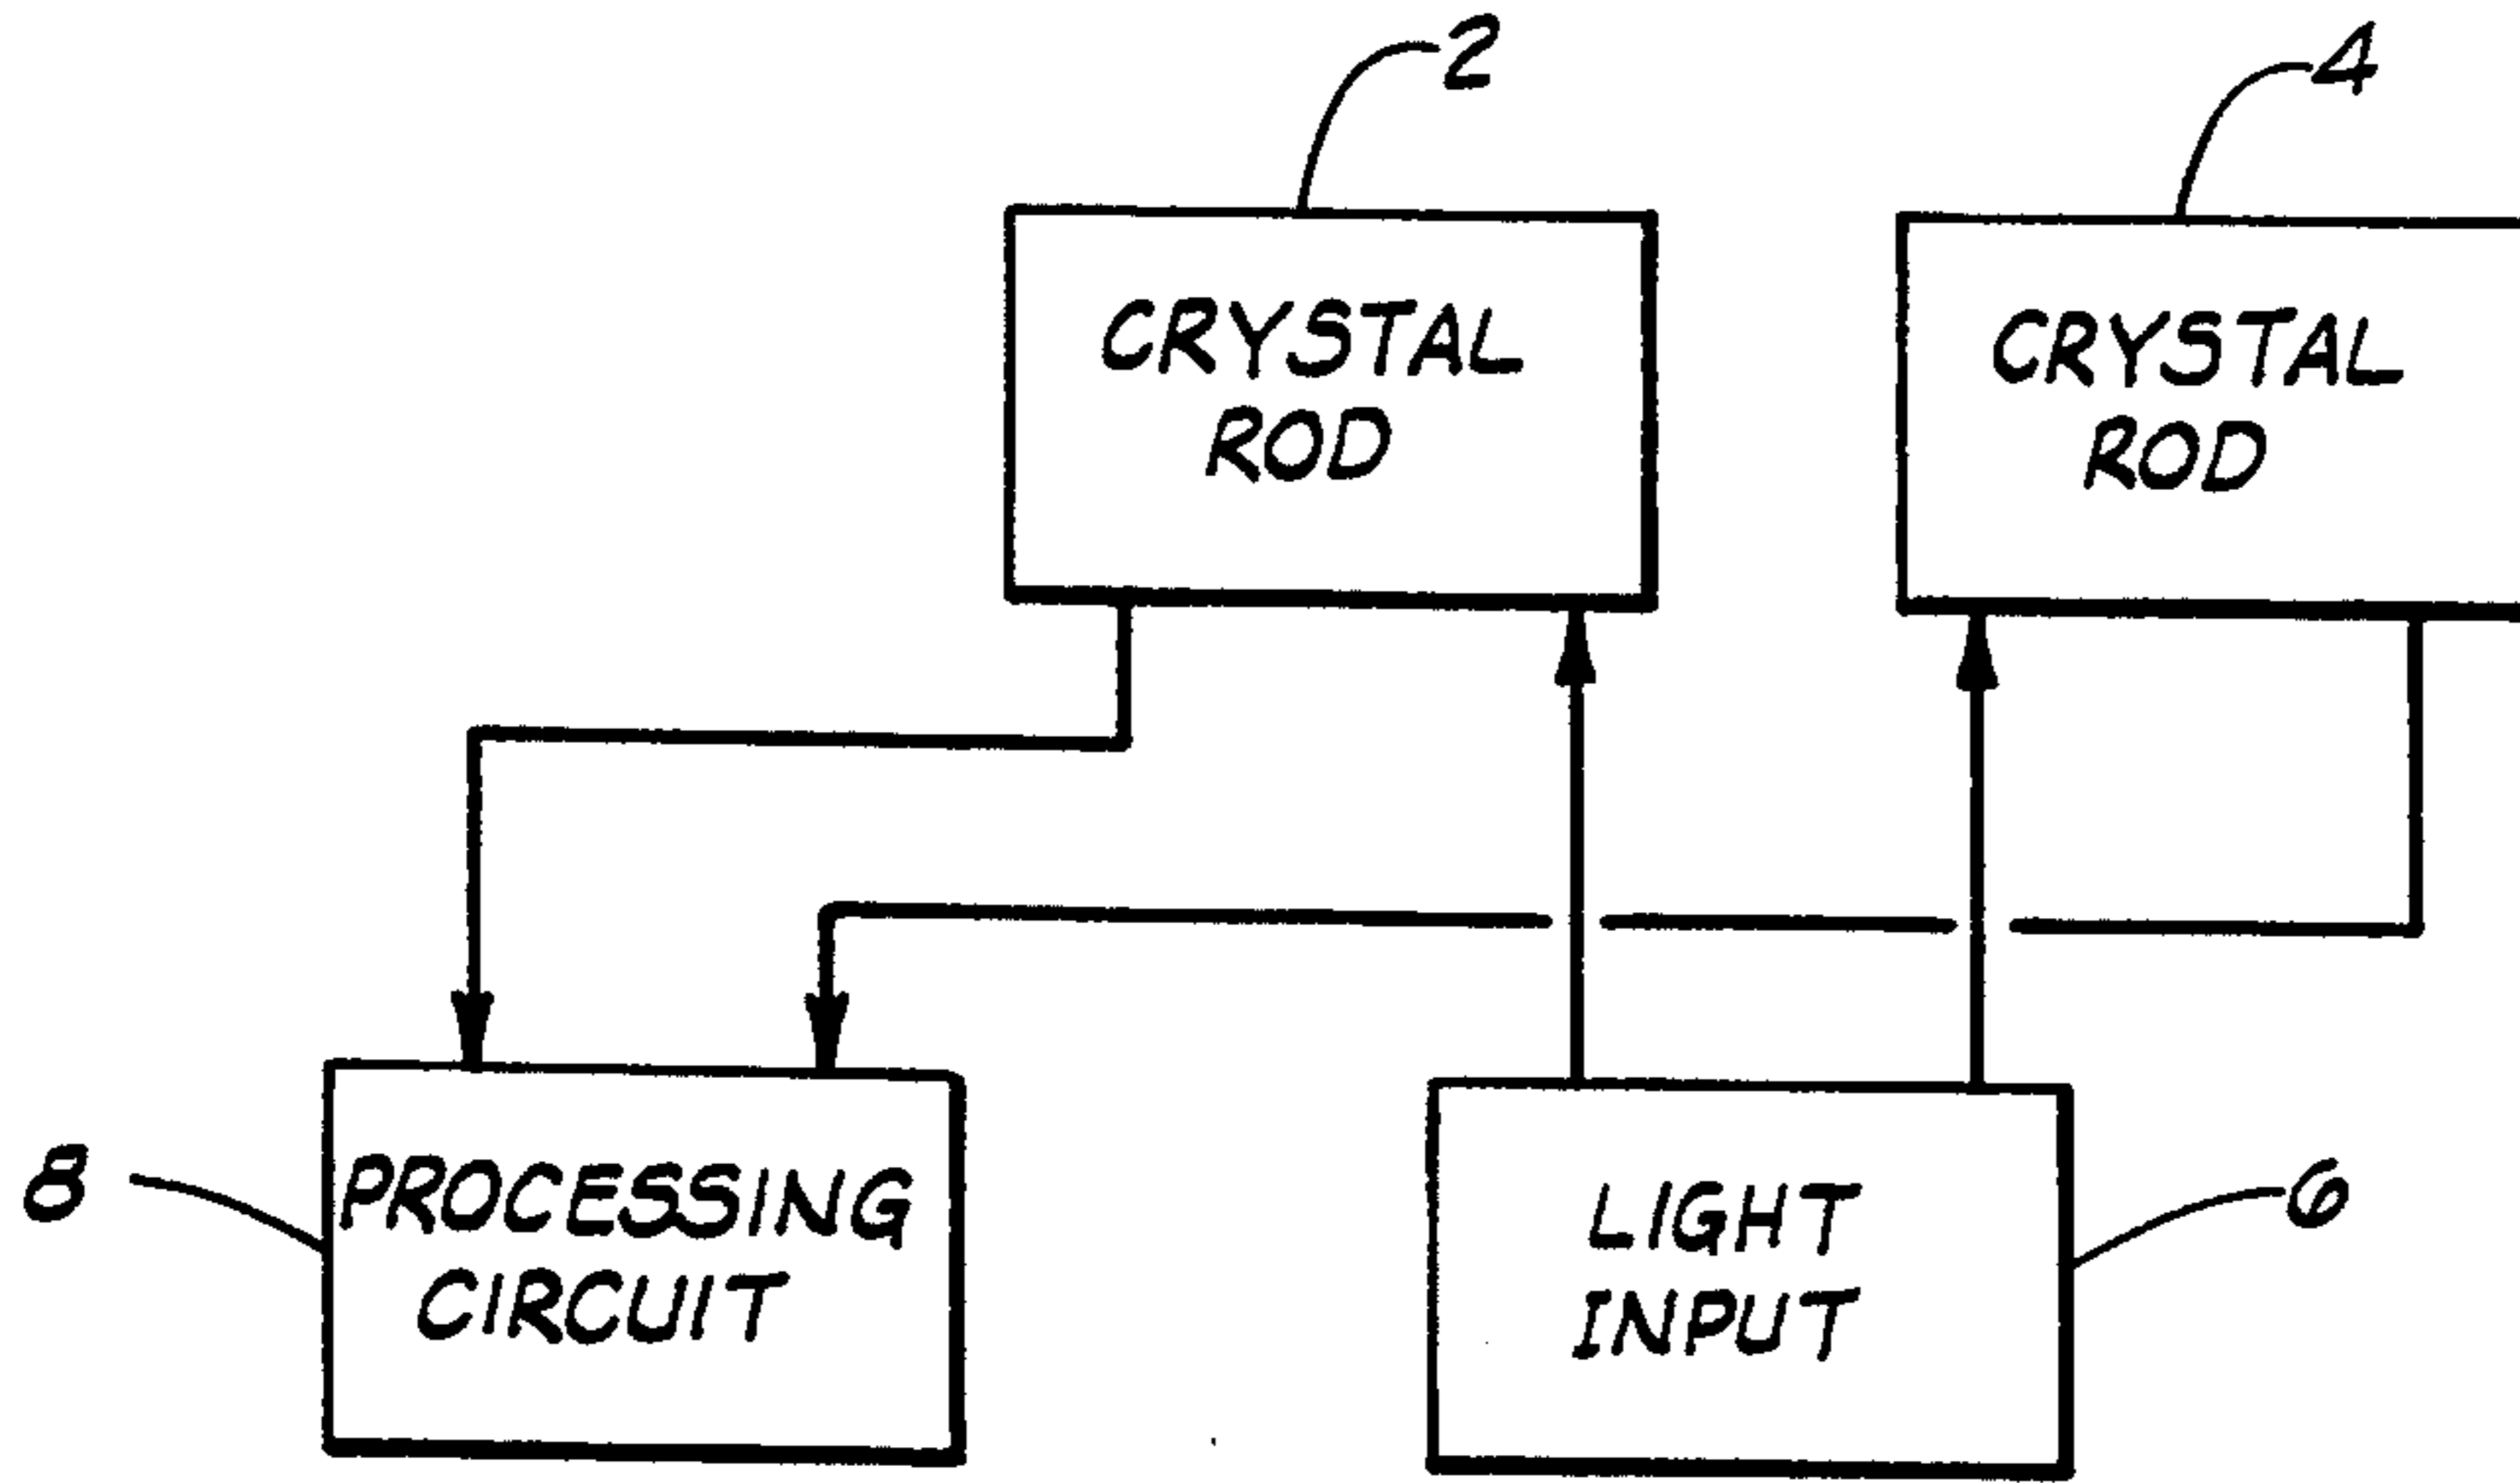 2
4
CRYSTAL
ROD
CRYSTAL
ROD
8
PROCESSING
CIRCUIT
LIGHT
INPUT
6